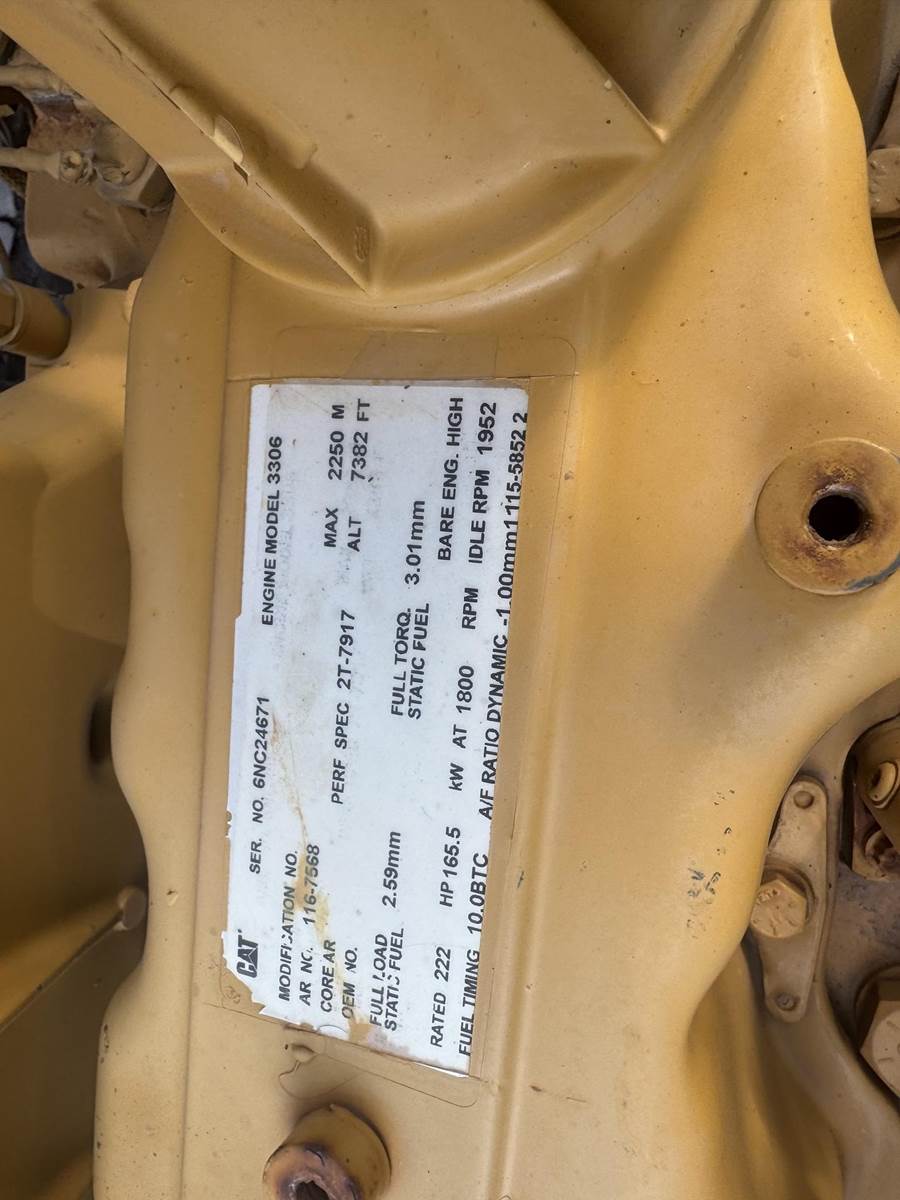 CAT
SER. NO. 6NC24671 ENGINE MODEL 3306
MODIFICATION NO.
AR NO. 116-7568 PERF SPEC 2T-7917 MAX ALT 2250 M 7382 FT
CORE AR
OEM NO.
FULL LOAD STATIC FUEL 2.59mm FULL TORQ. STATIC FUEL 3.01mm
RATED 222 HP 165.5 kW AT 1800 RPM BARE ENG. HIGH IDLE RPM 1952
FUEL TIMING 10.0BTC A/F RATIO DYNAMIC -1.00mm 115-5852 2